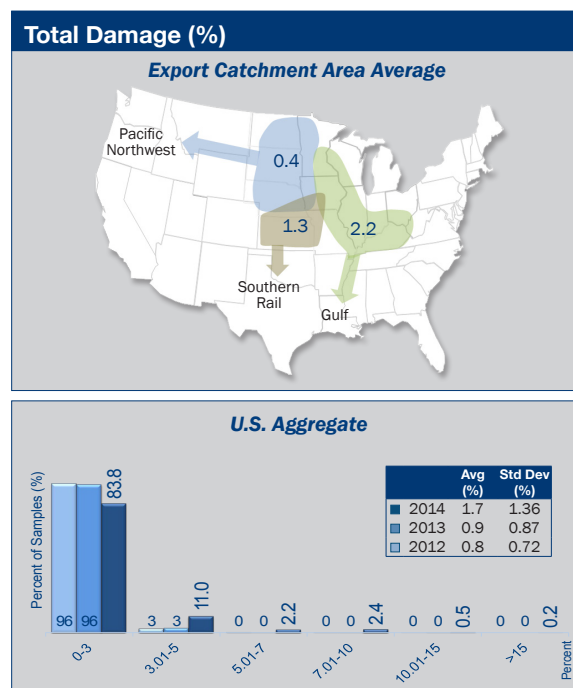 Total Damage (%)
Export Catchment Area Average
Pacific
Northwest
0.4
1.3
2.2
Southern
Rail
Gulf
U.S. Aggregate
Percent of Samples (%)
96 96 83.8
3 3 11.0
0 0 2.2
0 0 2.4
0 0 0.5
0 0 0.2
0-3 3.01-5 5.01-7 7.01-10 10.01-15 >15
Percent
Avg Std Dev
(%) (%)
2014 1.7 1.36
2013 0.9 0.87
2012 0.8 0.72